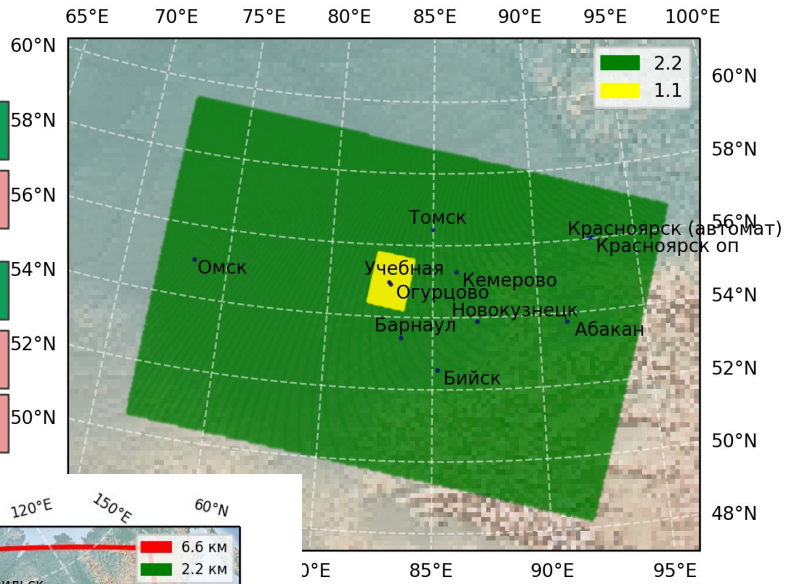 65°E 70°E 75°E 80°E 85°E 90°E 95°E 100°E
60°N
58°N
56°N
54°N
52°N
50°N
2.2
1.1
60°N
58°N
56°N
54°N
52°N
50°N
48°N
Томск
Красноярск (автомат)
Красноярск оп
Омск
Учебная
Огурцово
Кемерово
Новокузнецк
Барнаул
Абакан
Бийск
0°E 85°E 90°E 95°E
120°E 150°E 60°N
6.6 км
2.2 км